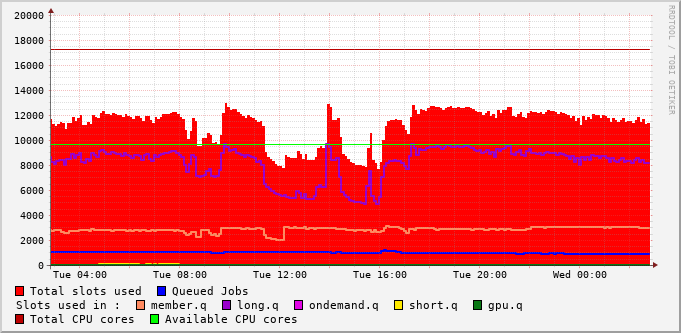 20000
18000
16000
14000
12000
10000
8000
6000
4000
2000
0
Tue 04:00 Tue 08:00 Tue 12:00 Tue 16:00 Tue 20:00 Wed 00:00
Total slots used Queued Jobs
Slots used in : member.q long.q ondemand.q short.q gpu.q
Total CPU cores Available CPU cores
RRDTOOL / TOBI OETIKER